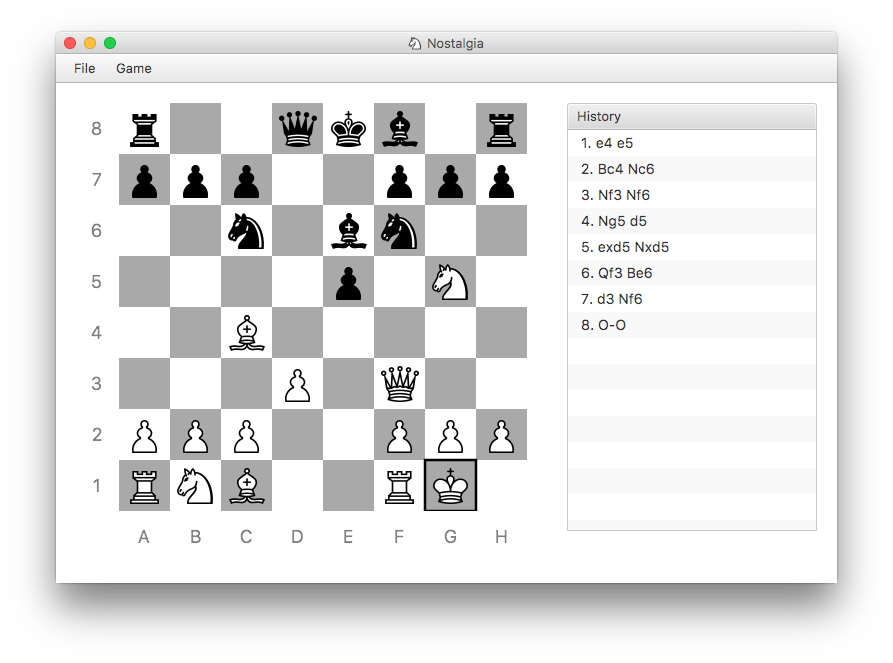 Nostalgia
File Game
8
7
6
5
4
3
2
1
A B C D E F G H
History
1. e4 e5
2. Bc4 Nc6
3. Nf3 Nf6
4. Ng5 d5
5. exd5 Nxd5
6. Qf3 Be6
7. d3 Nf6
8. O-O